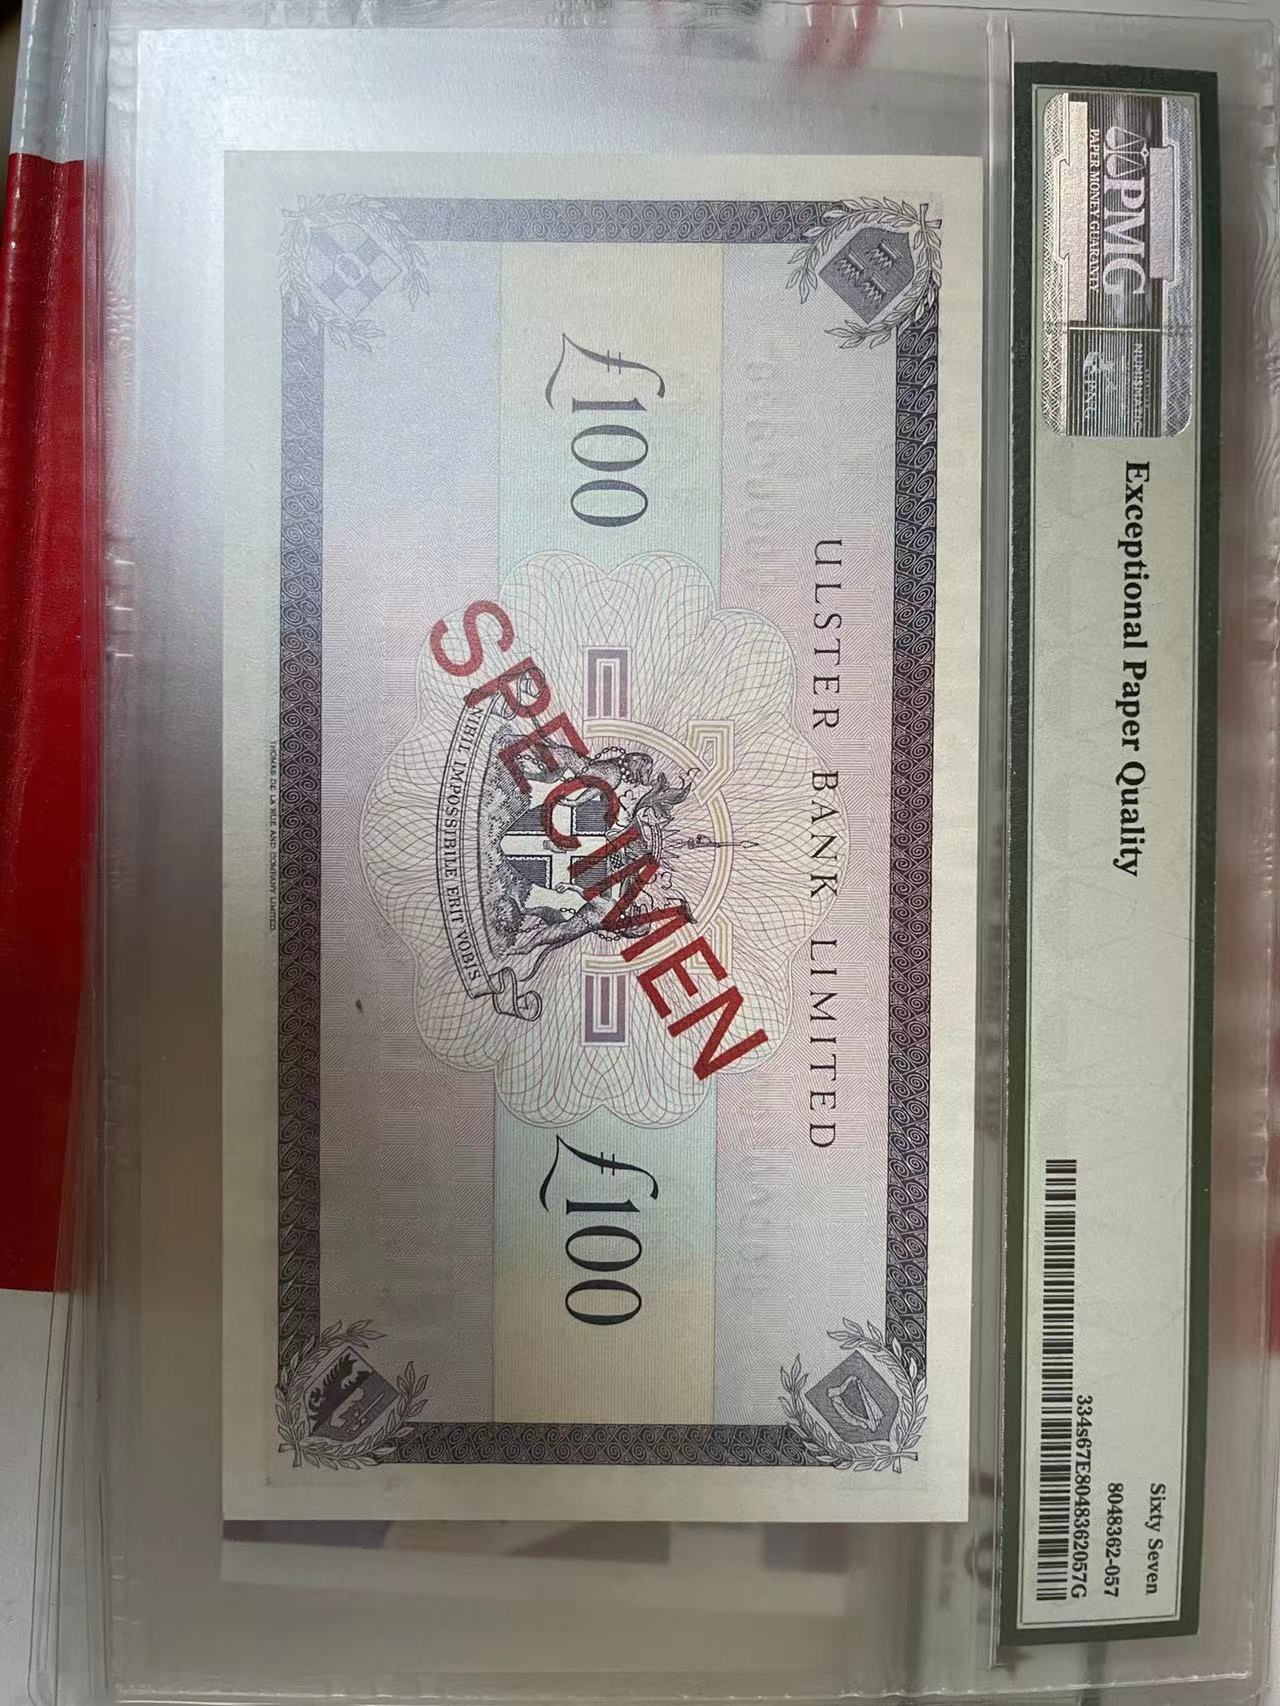 PMG
PAPER MONEY GUARANTY
Exceptional Paper Quality
Sixty Seven
8048362-057
334s67E8048362057G
ULSTER BANK LIMITED
£100
£100
SPECIMEN
NIHIL IMPOSSIBILE ERIT VOBIS
THOMAS DE LA RUE AND COMPANY LIMITED